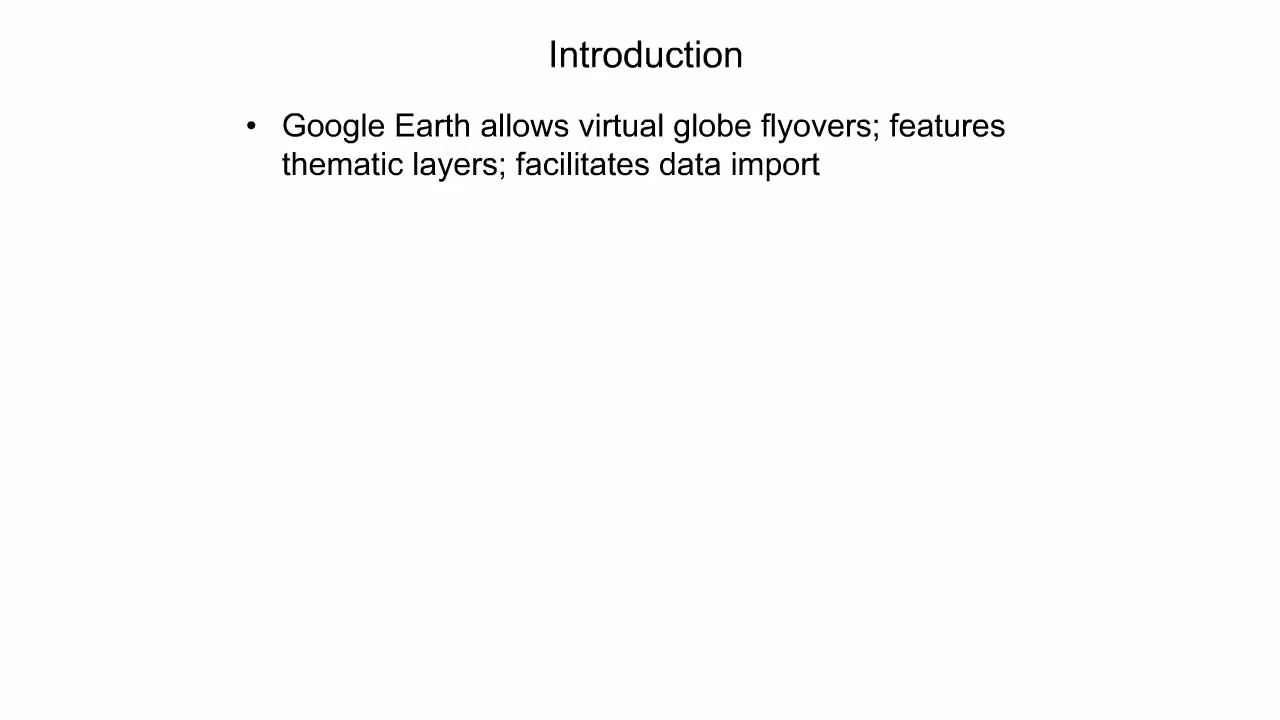 Introduction
• Google Earth allows virtual globe flyovers; features
thematic layers; facilitates data import